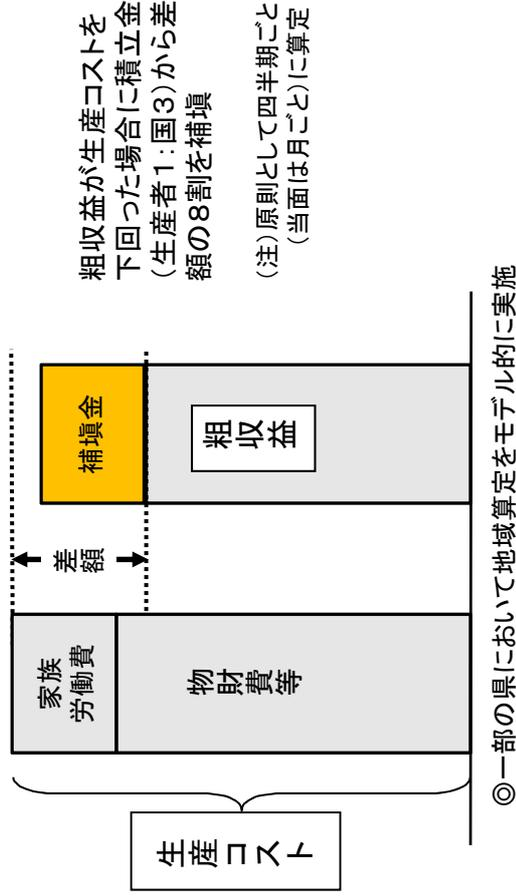 生産コスト
家族
労働費
物財費等
差額
補填金
粗収益
粗収益が生産コストを
下回った場合に積立金
(生産者1:国3)から差
額の8割を補填
(注)原則として四半期ごと
(当面は月ごと)に算定
◎一部の県において地域算定をモデル的に実施